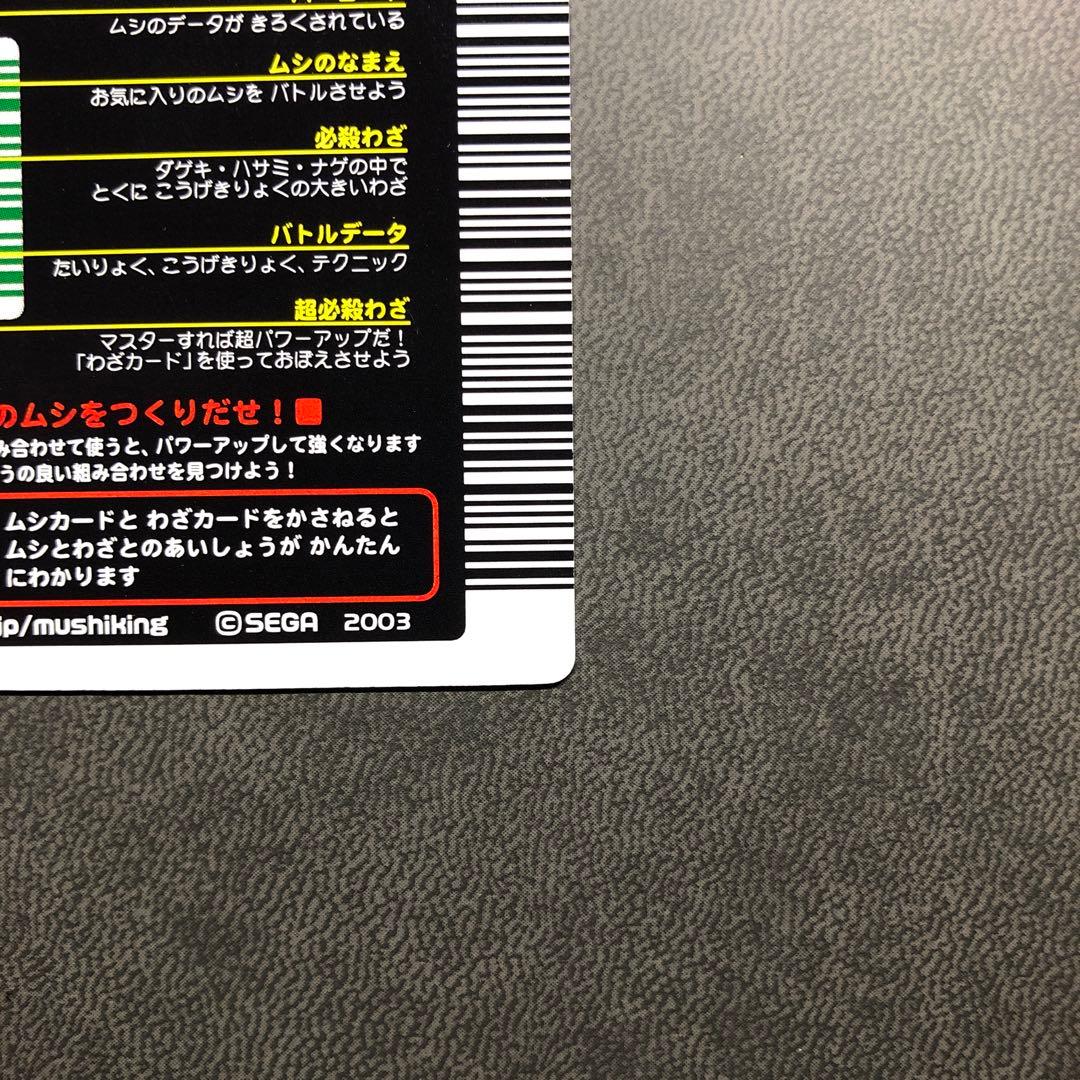 ムシのデータが きろくされている
ムシのなまえ
お気に入りのムシを バトルさせよう
必殺わざ
ダゲキ・ハサミ・ナゲの中で
とくに こうげきりょくの大きいわざ
バトルデータ
たいりょく、こうげきりょく、テクニック
超必殺わざ
マスターすれば超パワーアップだ！
「わざカード」を使っておぼえさせよう
のムシをつくりだせ！
み合わせて使うと、パワーアップして強くなります
うの良い組み合わせを見つけよう！
ムシカードと わざカードをかさねると
ムシとわざとのあいしょうが かんたん
にわかります
jp/mushiking ©SEGA 2003